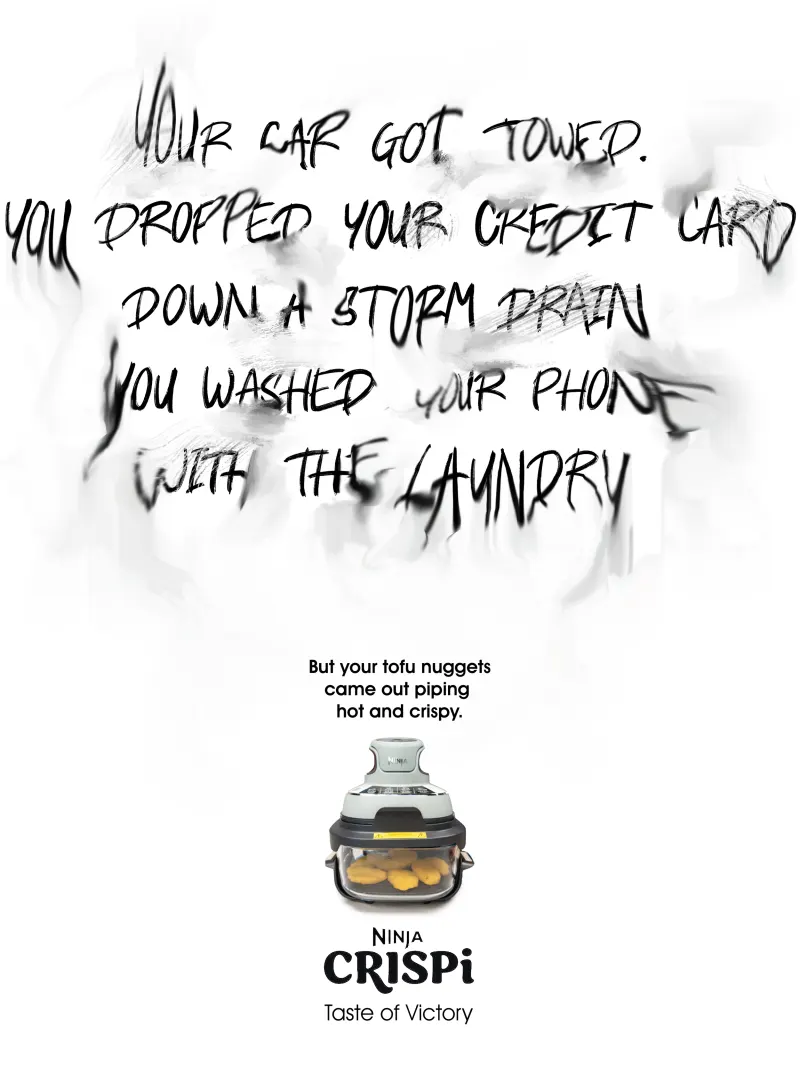 YOUR CAR GOT TOWED.
YOU DROPPED YOUR CREDIT CARD
DOWN A STORM DRAIN
YOU WASHED YOUR PHONE
WITH THE LAUNDRY
But your tofu nuggets
came out piping
hot and crispy.
NINJA
NINJA
CRISPi
Taste of Victory